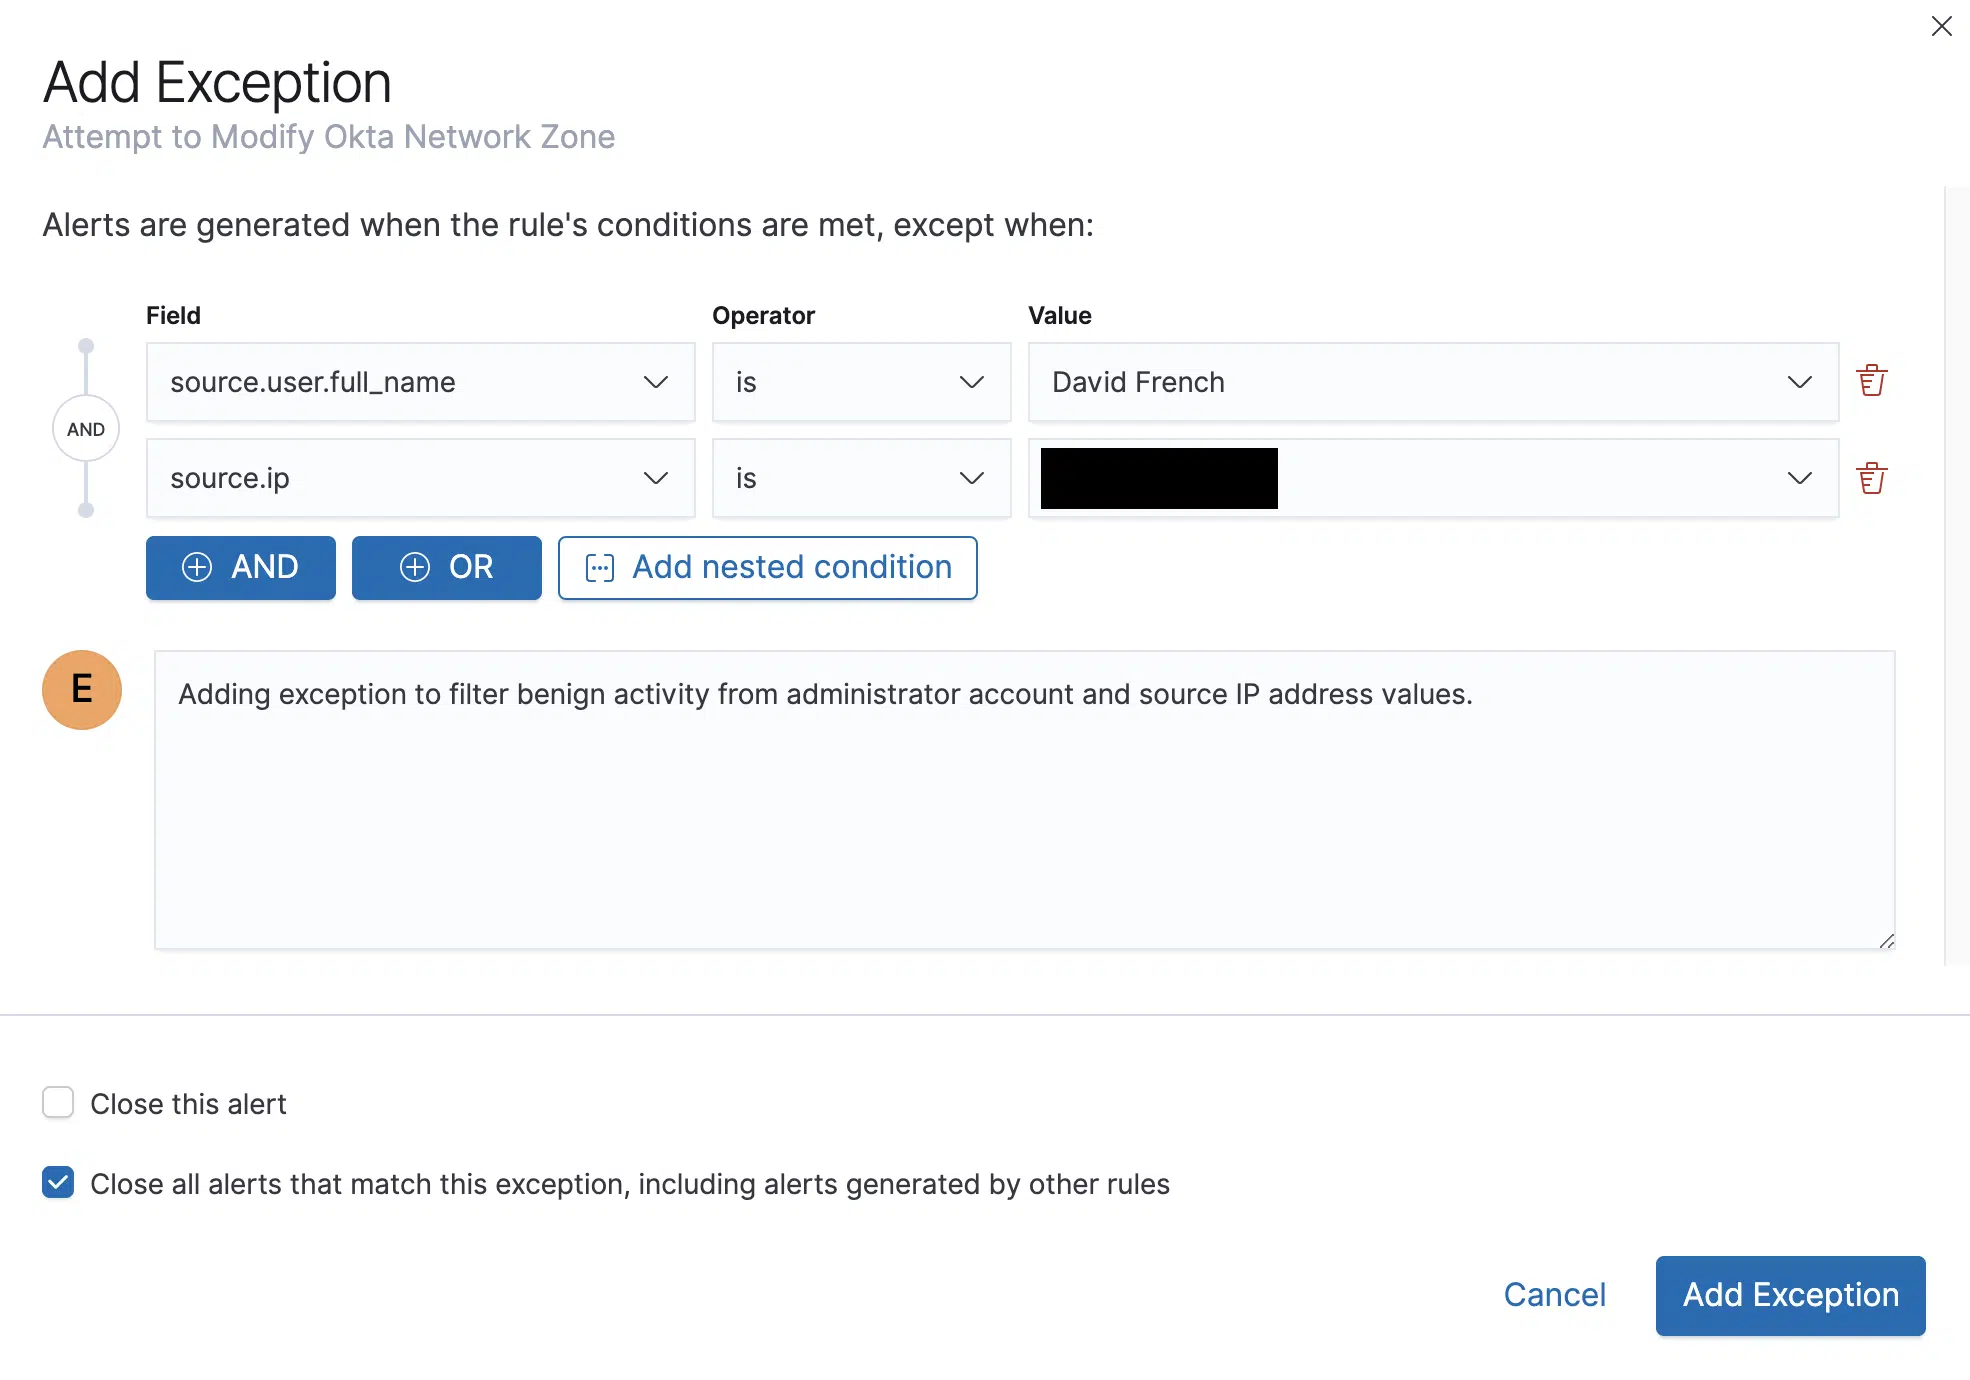 Add Exception
Attempt to Modify Okta Network Zone
Alerts are generated when the rule's conditions are met, except when:
Field Operator Value
source.user.full_name is David French
AND
source.ip is
AND OR Add nested condition
E
Adding exception to filter benign activity from administrator account and source IP address values.
Close this alert
Close all alerts that match this exception, including alerts generated by other rules
Cancel Add Exception